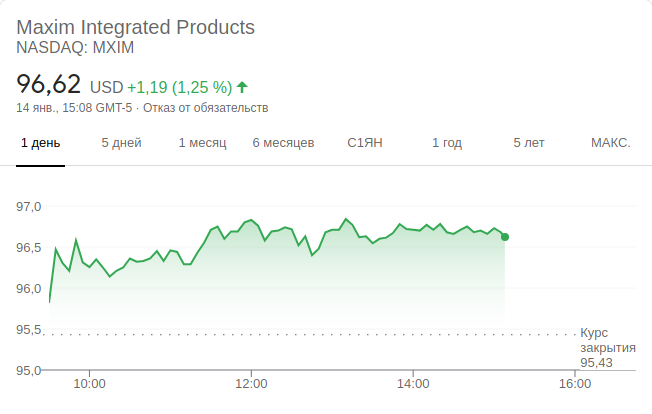 Maxim Integrated Products
NASDAQ: MXIM
96,62 USD +1,19 (1,25 %)
14 янв., 15:08 GMT-5 · Отказ от обязательств
1 день 5 дней 1 месяц 6 месяцев С1ЯН 1 год 5 лет МАКС.
97,0
96,5
96,0
95,5
95,0
Курс
закрытия
95,43
10:00 12:00 14:00 16:00